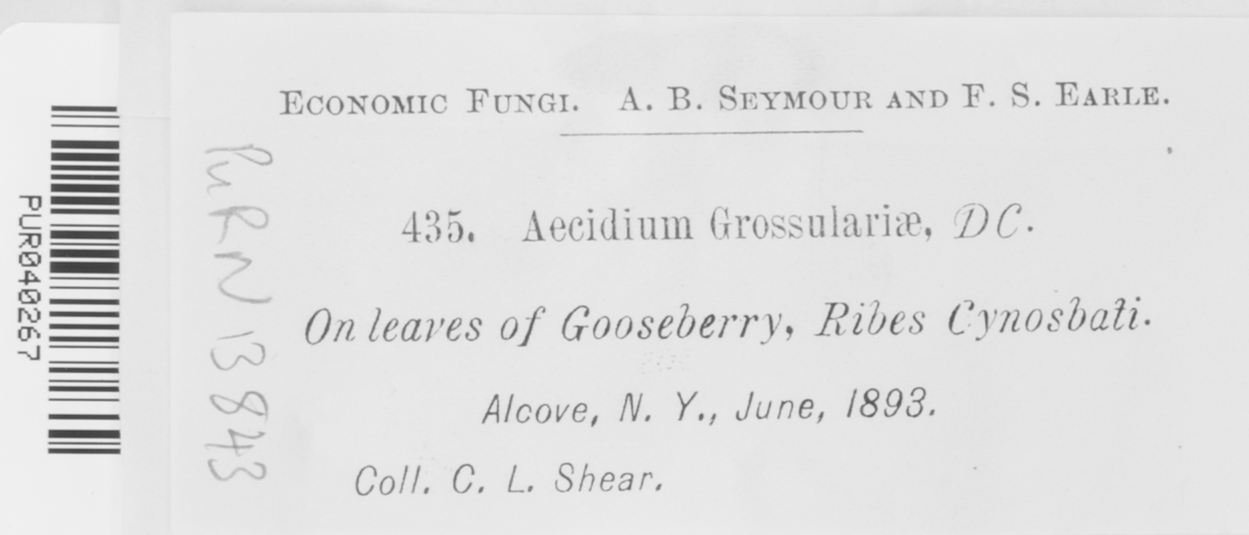 ECONOMIC FUNGI. A. B. SEYMOUR AND F. S. EARLE.
435. Aecidium Grossulariæ, DC.
On leaves of Gooseberry, Ribes Cynosbati.
Alcove, N. Y., June, 1893.
Coll. C. L. Shear.
PURN 13843
PUR040267